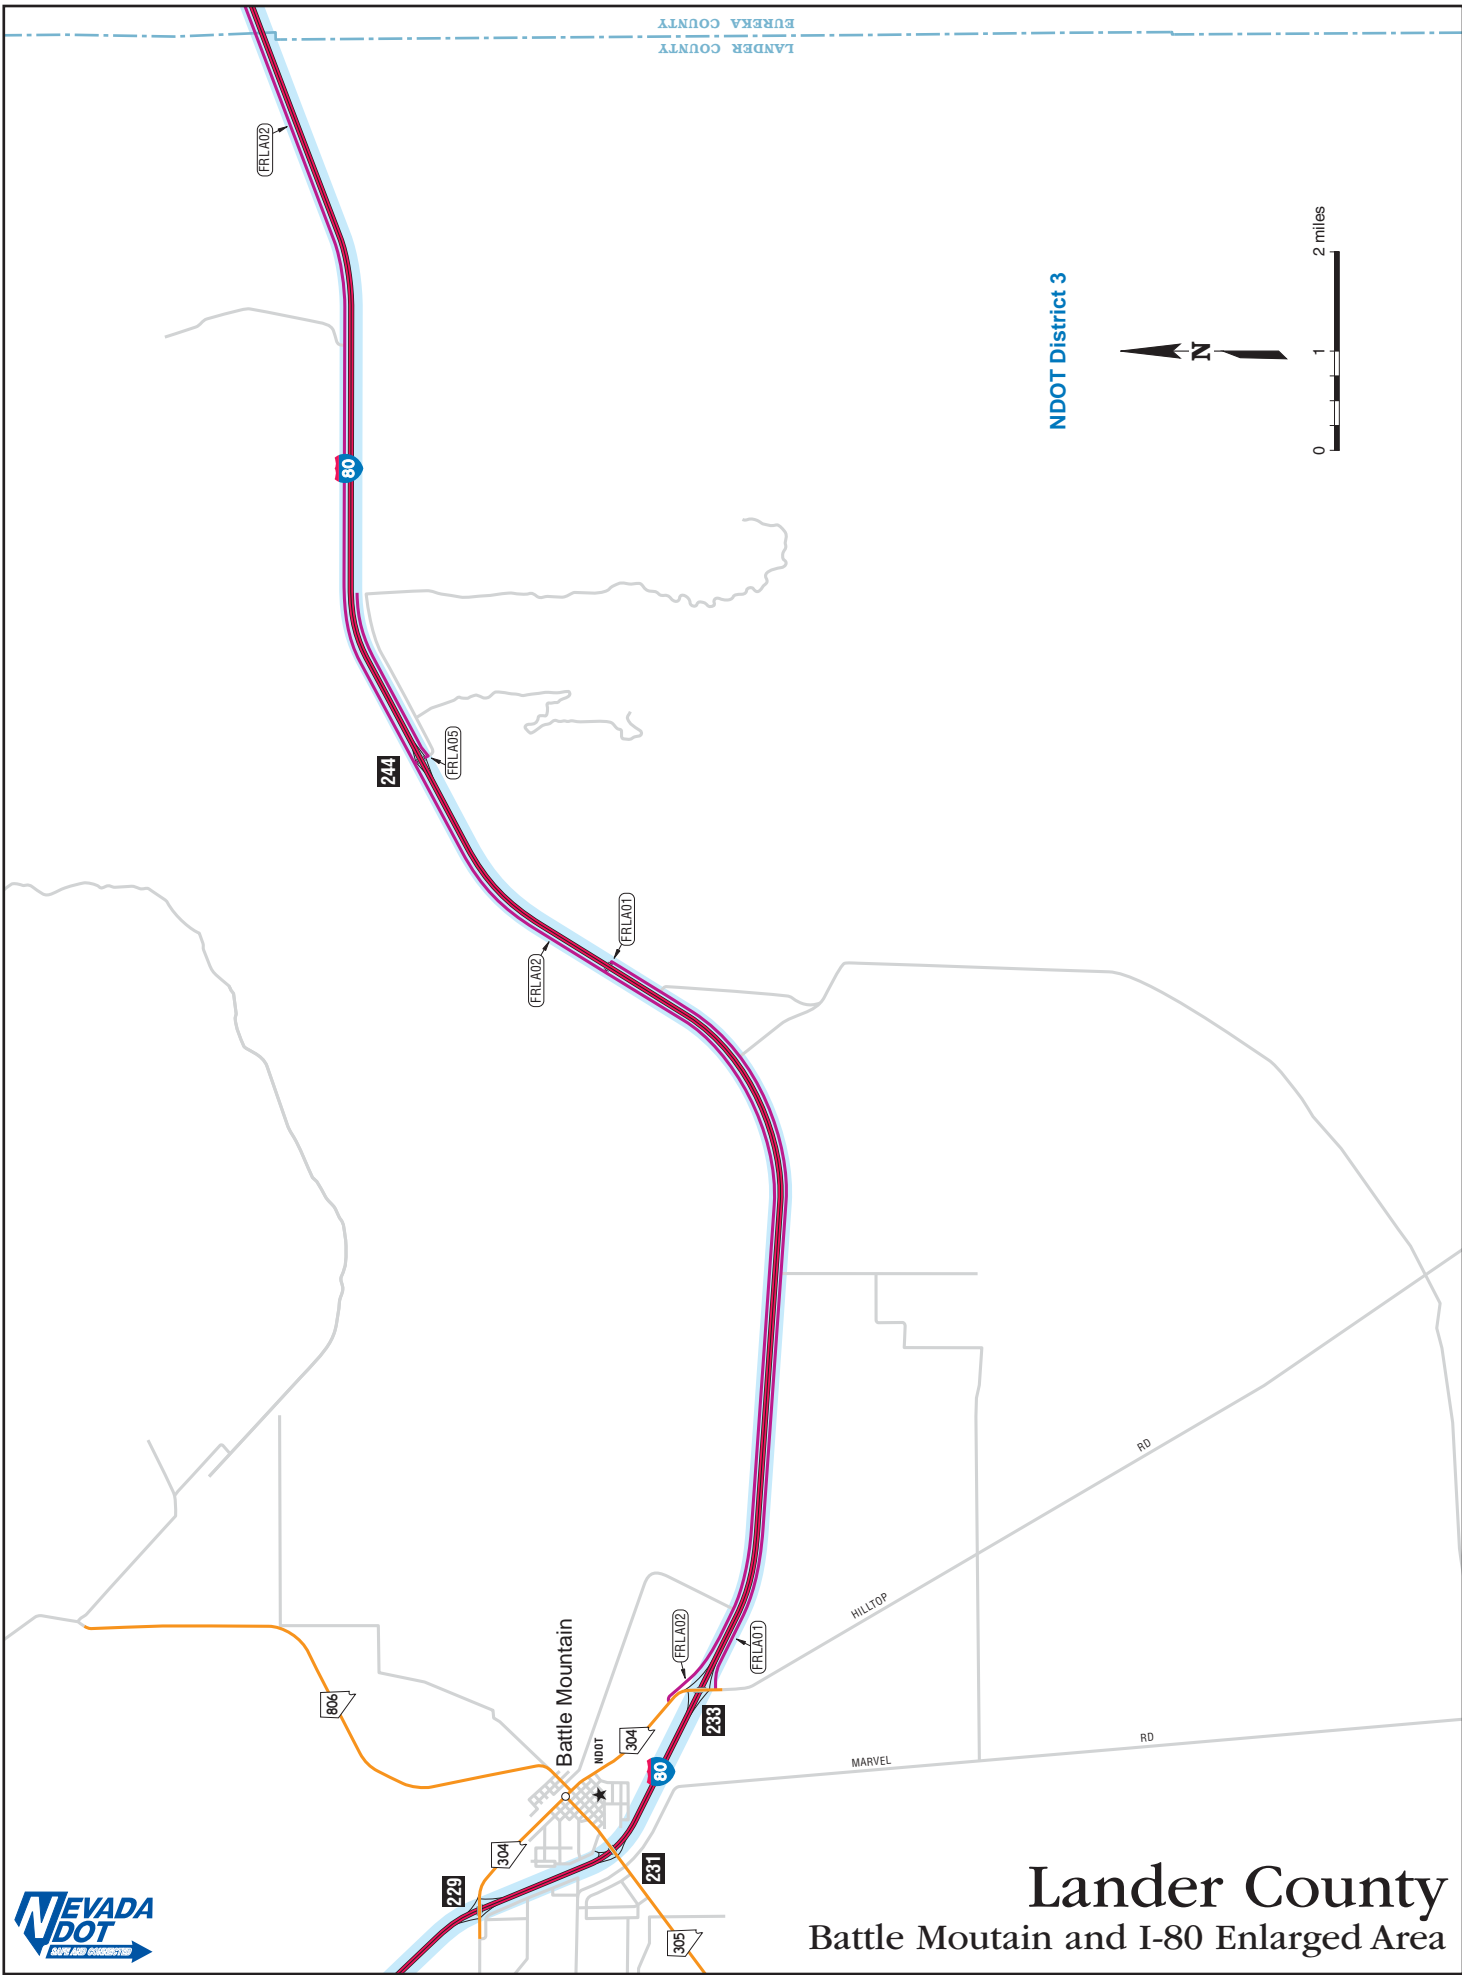 EUREKA COUNTY
LANDER COUNTY
FRLA02
2 miles
1
0
NDOT District 3
N
80
244
FRLA05
FRLA01
FRLA02
RD
HILLTOP
FRLA02
FRLA01
Battle Mountain
NDOT
806
304
233
80
MARVEL
RD
304
229
231
305
NEVADA
DOT
SAFE AND CONNECTED
Lander County
Battle Moutain and I-80 Enlarged Area